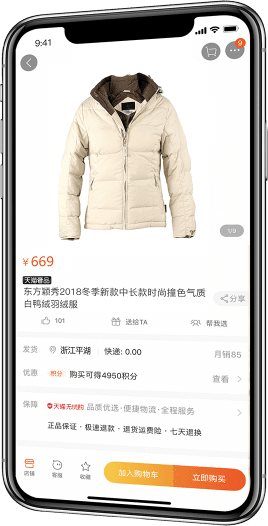 9:41
9
1/9
¥669
天猫奢品
东方颖秀2018冬季新款中长款时尚撞色气质
白鸭绒羽绒服
分享
101 送给TA 帮我选
发货 浙江平湖 快递: 0.00 月销85
优惠 积分 购买可得4950积分 查看
保障 天猫无忧购 品质优选·便捷物流·全程服务
正品保证 · 极速退款 · 退货运费险 · 七天退换
店铺 客服 收藏 加入购物车 立即购买